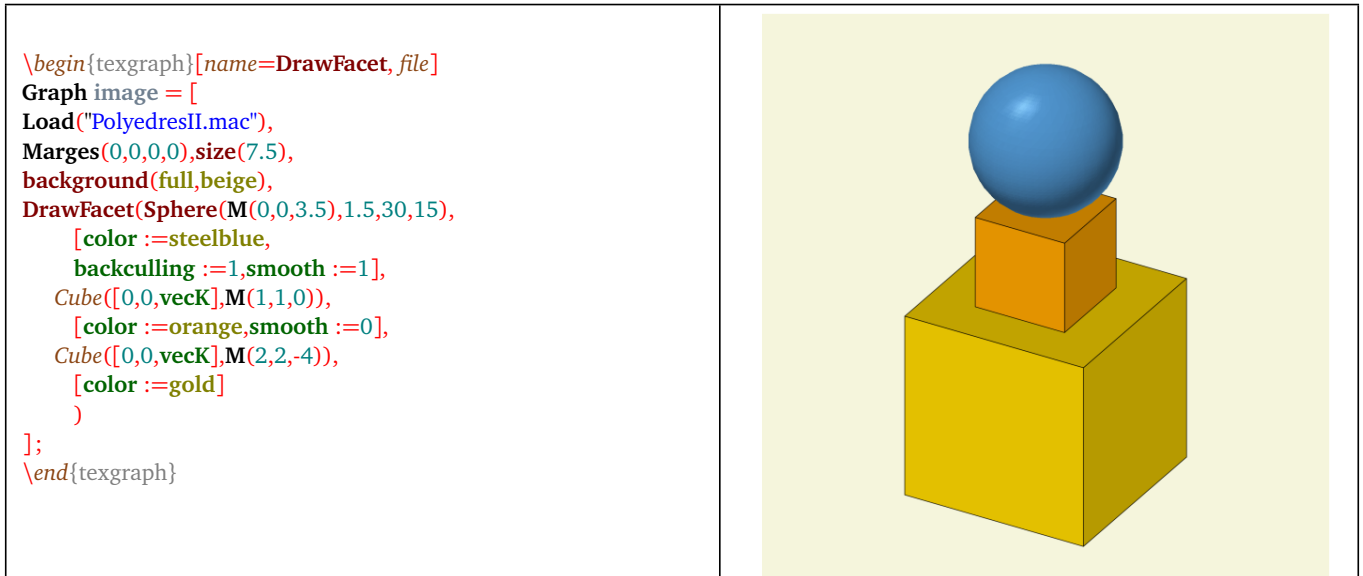 \begin{texgraph}[name=DrawFacet, file]
Graph image = [
Load("PolyedresII.mac"),
Marges(0,0,0,0),size(7.5),
background(full,beige),
DrawFacet(Sphere(M(0,0,3.5),1.5,30,15),
[color :=steelblue,
backculling :=1,smooth :=1],
Cube([0,0,vecK],M(1,1,0)),
[color :=orange,smooth :=0],
Cube([0,0,vecK],M(2,2,-4)),
[color :=gold]
)
];
\end{texgraph}